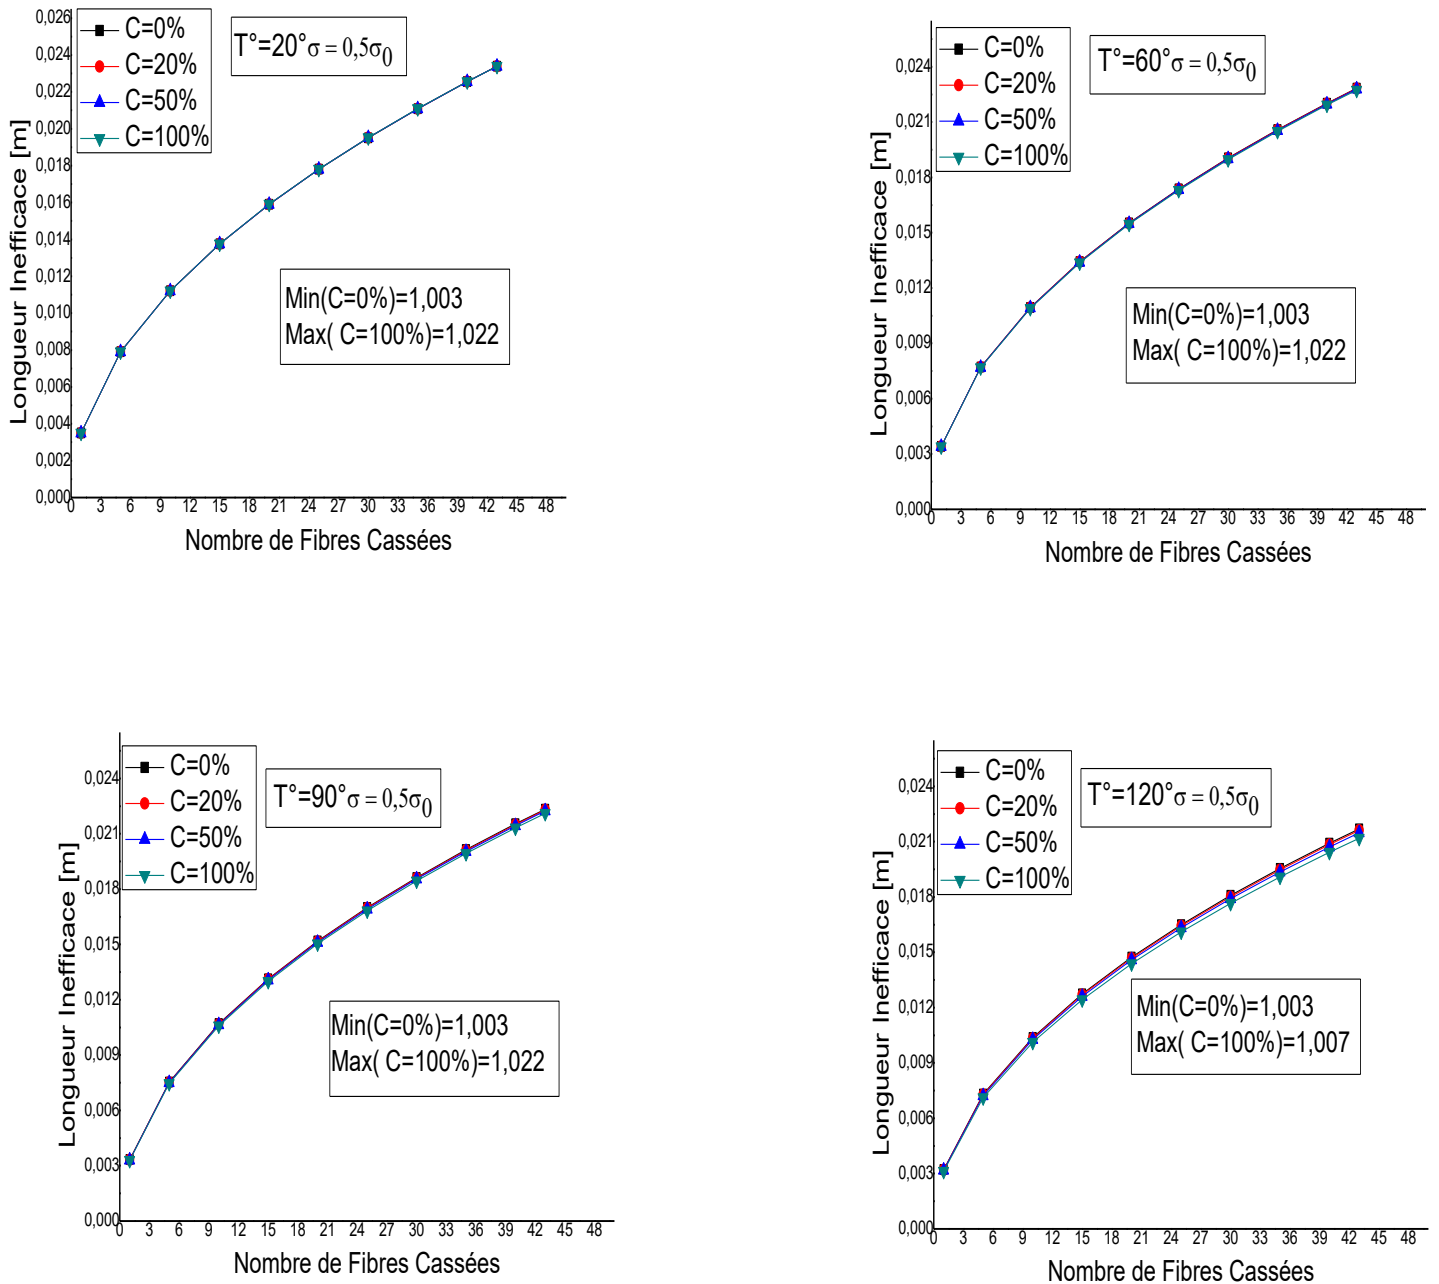 C=0%
C=20%
C=50%
C=100%
T°=20°σ = 0,5σ0
Min(C=0%)=1,003
Max( C=100%)=1,022
Longueur Inefficace [m]
0,026
0,024
0,022
0,020
0,018
0,016
0,014
0,012
0,010
0,008
0,006
0,004
0,002
0,000
0 3 6 9 12 15 18 21 24 27 30 33 36 39 42 45 48
Nombre de Fibres Cassées
C=0%
C=20%
C=50%
C=100%
T°=60°σ = 0,5σ0
Min(C=0%)=1,003
Max( C=100%)=1,022
Longueur Inefficace [m]
0,024
0,021
0,018
0,015
0,012
0,009
0,006
0,003
0,000
0 3 6 9 12 15 18 21 24 27 30 33 36 39 42 45 48
Nombre de Fibres Cassées
C=0%
C=20%
C=50%
C=100%
T°=90°σ = 0,5σ0
Min(C=0%)=1,003
Max( C=100%)=1,022
Longueur Inefficace [m]
0,024
0,021
0,018
0,015
0,012
0,009
0,006
0,003
0,000
0 3 6 9 12 15 18 21 24 27 30 33 36 39 42 45 48
Nombre de Fibres Cassées
C=0%
C=20%
C=50%
C=100%
T°=120°σ = 0,5σ0
Min(C=0%)=1,003
Max( C=100%)=1,007
Longueur Inefficace [m]
0,024
0,021
0,018
0,015
0,012
0,009
0,006
0,003
0,000
0 3 6 9 12 15 18 21 24 27 30 33 36 39 42 45 48
Nombre de Fibres Cassées